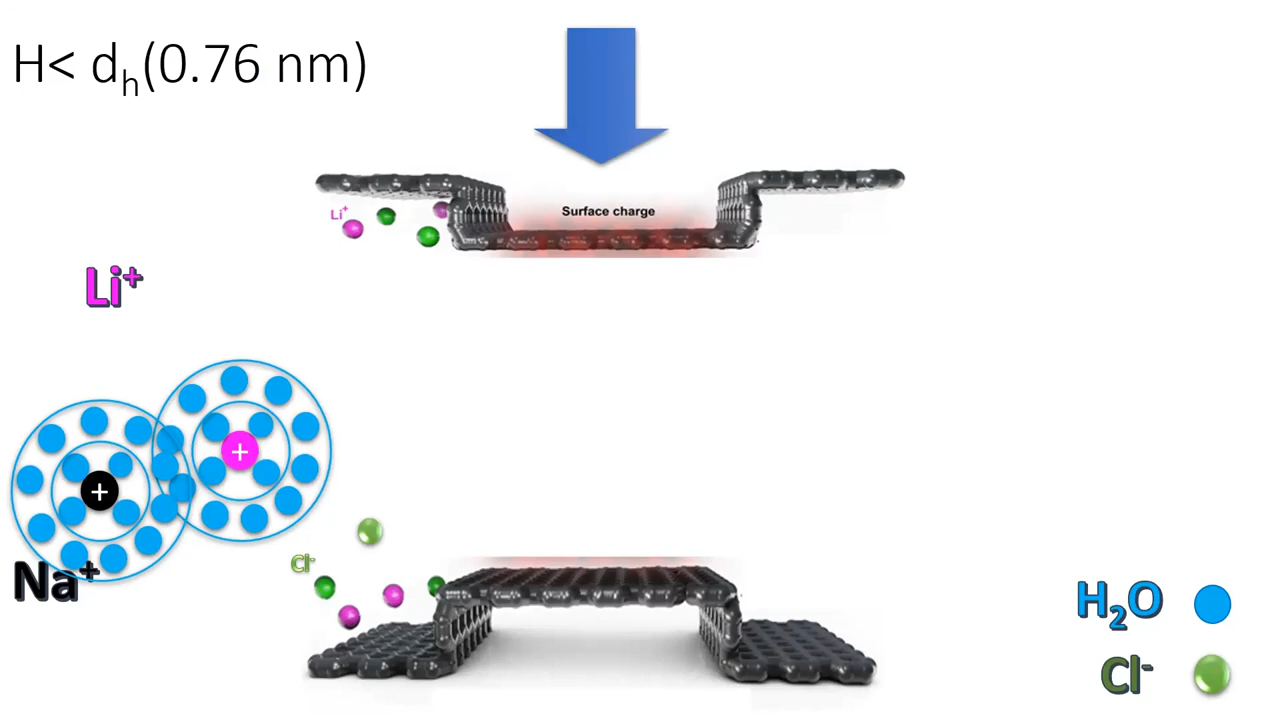 H< dₕ(0.76 nm)
Surface charge
Li⁺
Li⁺
+
+
Cl⁻
Na⁺
H₂O
Cl⁻